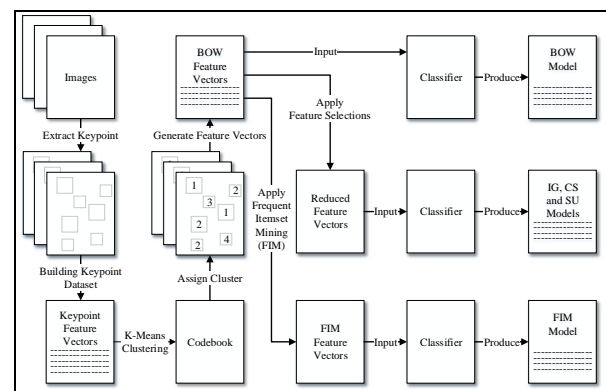 Images
Extract Keypoint
Building Keypoint
Dataset
Keypoint
Feature
Vectors
K-Means
Clustering
Codebook
Assign Cluster
1
2
3
1
2
2
4
Generate Feature Vectors
BOW
Feature
Vectors
Input
Classifier
Produce
BOW
Model
Apply
Feature Selections
Reduced
Feature
Vectors
Input
Classifier
Produce
IG, CS
and SU
Models
Apply
Frequent
Itemset
Mining
(FIM)
FIM
Feature
Vectors
Input
Classifier
Produce
FIM
Model